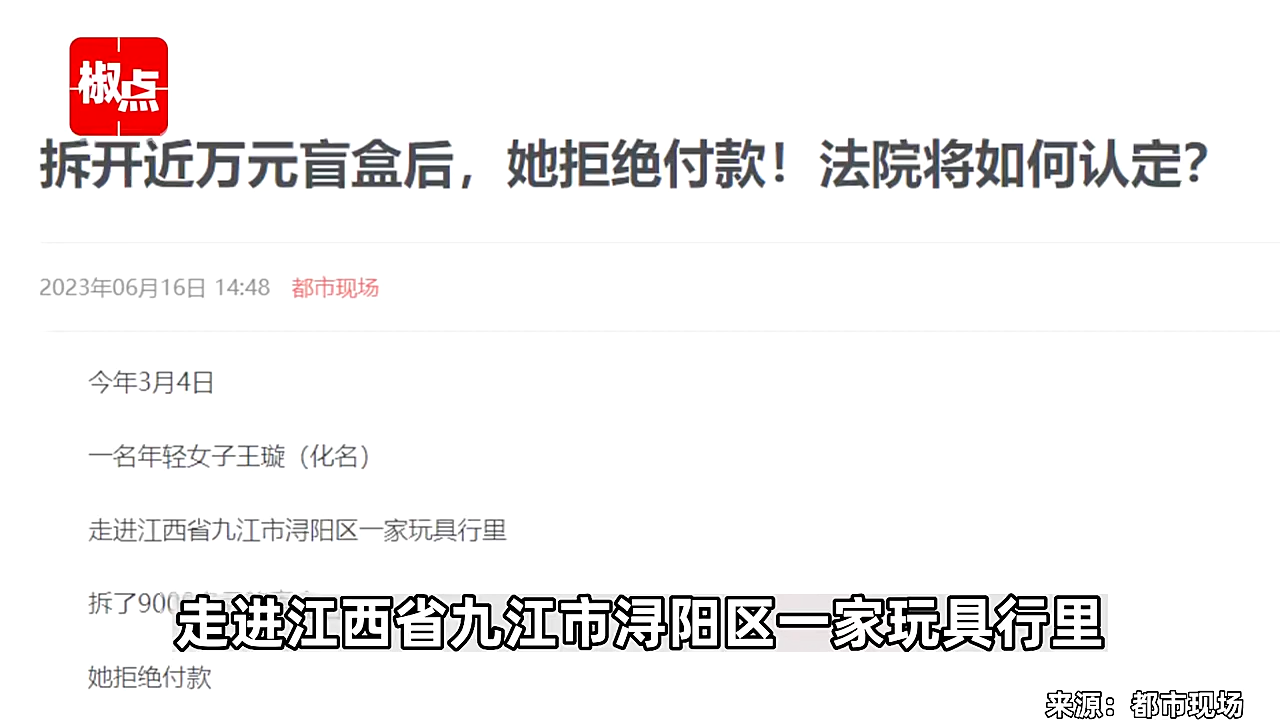 椒点
拆开近万元盲盒后，她拒绝付款！法院将如何认定？
2023年06月16日 14:48 都市现场
今年3月4日
一名年轻女子王璇（化名）
走进江西省九江市浔阳区一家玩具行里
拆了900
走进江西省九江市浔阳区一家玩具行里
她拒绝付款
来源：都市现场